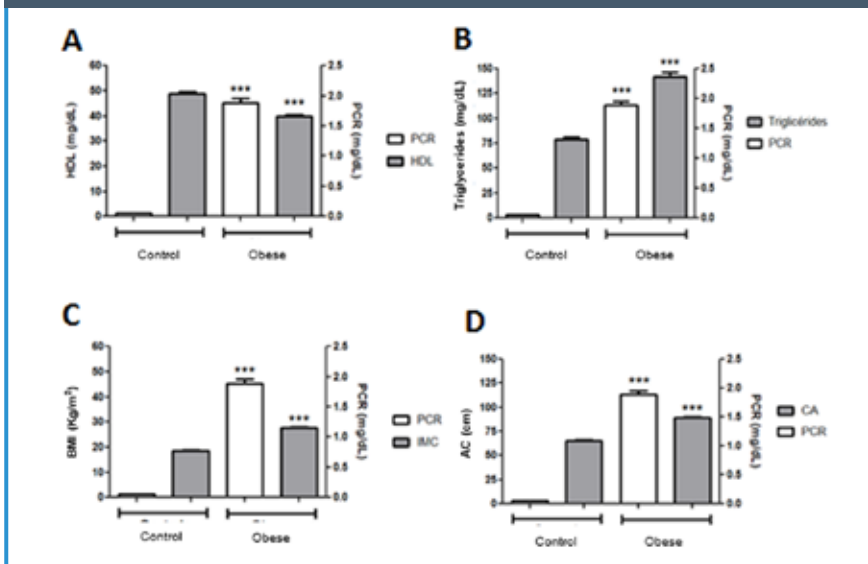 A
60
50
40
30
20
10
0
HDL (mg/dL)
***
***
2.5
2.0
1.5
1.0
0.5
0.0
PCR (mg/dL)
PCR
HDL
Control
Obese
B
150
125
100
75
50
25
0
Triglycerides (mg/dL)
***
***
2.5
2.0
1.5
1.0
0.5
0.0
PCR (mg/dL)
Triglicérides
PCR
Control
Obese
C
60
50
40
30
20
10
0
BMI (Kg/m²)
***
***
2.5
2.0
1.5
1.0
0.5
0.0
PCR (mg/dL)
PCR
IMC
Control
Obese
D
150
125
100
75
50
25
0
AC (cm)
***
***
2.5
2.0
1.5
1.0
0.5
0.0
PCR (mg/dL)
CA
PCR
Control
Obese